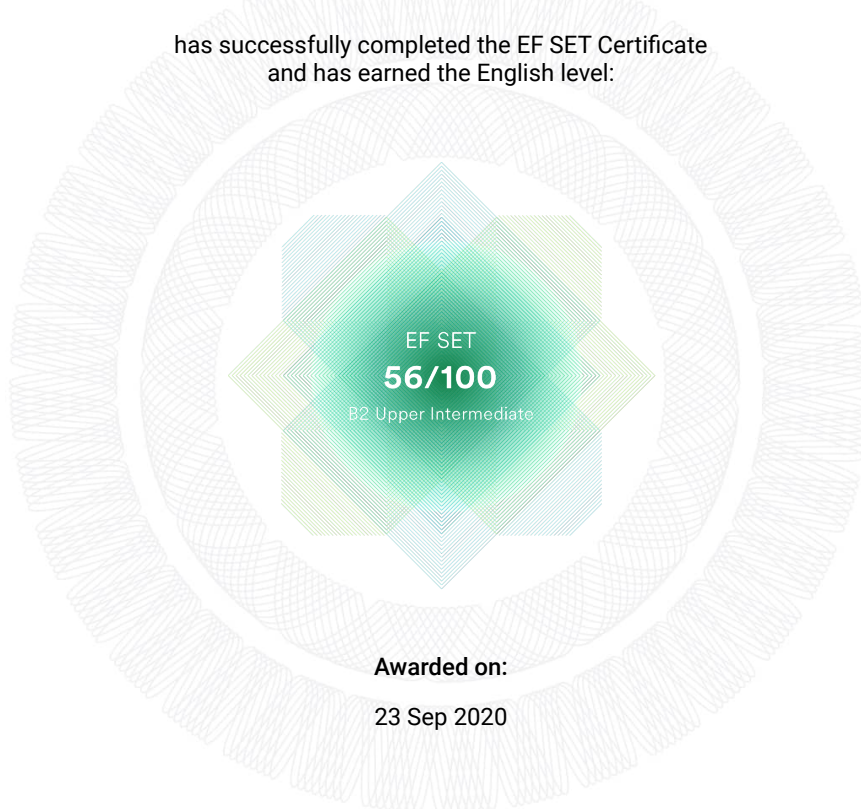 has successfully completed the EF SET Certificate
and has earned the English level:
EF SET
56/100
B2 Upper Intermediate
Awarded on:
23 Sep 2020